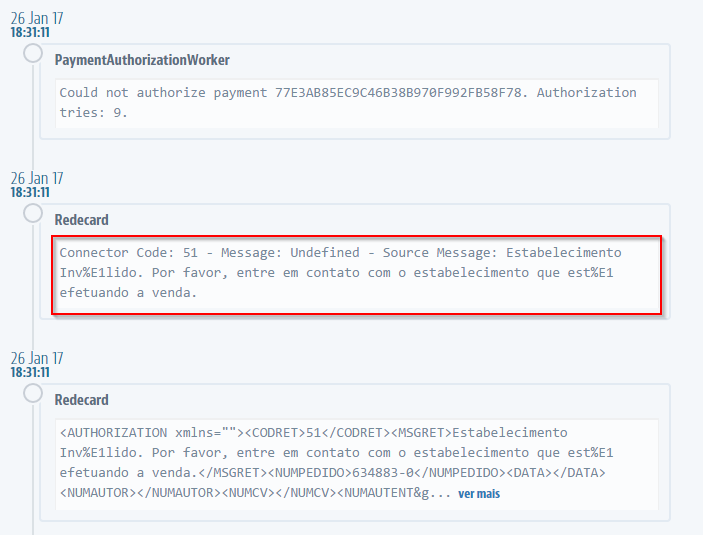 26 Jan 17
18:31:11
PaymentAuthorizationWorker
Could not authorize payment 77E3AB85EC9C46B38B970F992FB58F78. Authorization
tries: 9.
26 Jan 17
18:31:11
Redecard
Connector Code: 51 - Message: Undefined - Source Message: Estabelecimento
Inv%E1lido. Por favor, entre em contato com o estabelecimento que est%E1
efetuando a venda.
26 Jan 17
18:31:11
Redecard
<AUTHORIZATION xmlns=""><CODRET>51</CODRET><MSGRET>Estabelecimento
Inv%E1lido. Por favor, entre em contato com o estabelecimento que est%E1
efetuando a venda.</MSGRET><NUMPEDIDO>634883-0</NUMPEDIDO><DATA></DATA>
<NUMAUTOR></NUMAUTOR><NUMCV></NUMCV><NUMAUTENT&g... ver mais